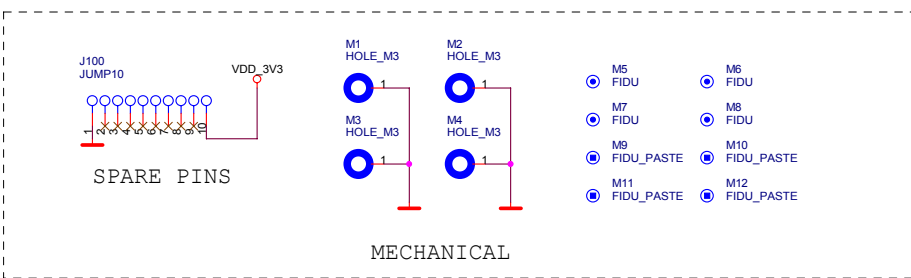 J100
JUMP10
VDD_3V3
1
2
3
4
5
6
7
8
9
10
SPARE PINS
M1
HOLE_M3
1
M2
HOLE_M3
1
M3
HOLE_M3
1
M4
HOLE_M3
1
M5
FIDU
M6
FIDU
M7
FIDU
M8
FIDU
M9
FIDU_PASTE
M10
FIDU_PASTE
M11
FIDU_PASTE
M12
FIDU_PASTE
MECHANICAL